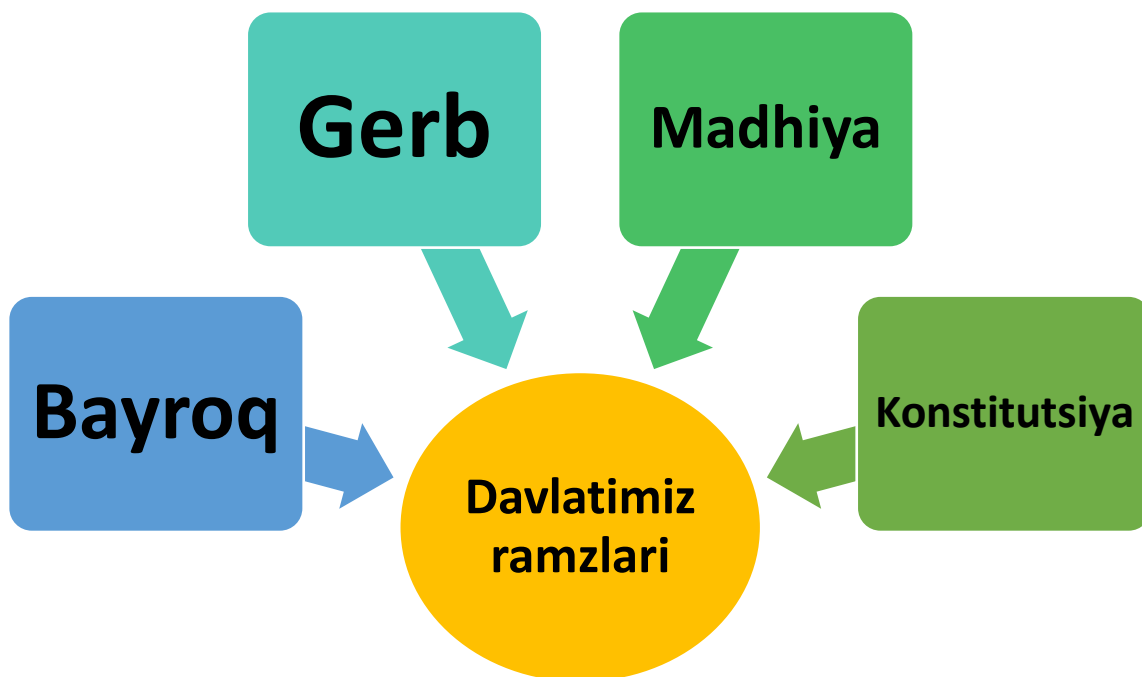 Gerb
Madhiya
Bayroq
Konstitutsiya
Davlatimiz
ramzlari